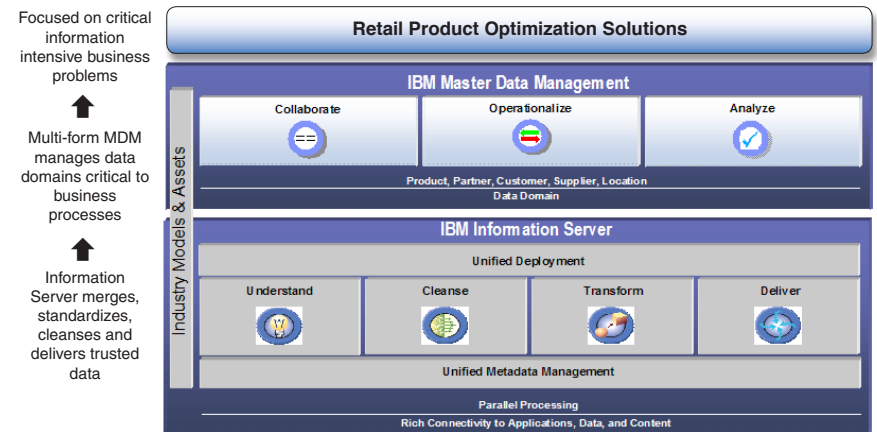 Focused on critical
information
intensive business
problems
Multi-form MDM
manages data
domains critical to
business
processes
Information
Server merges,
standardizes,
cleanses and
delivers trusted
data
Retail Product Optimization Solutions
Industry Models & Assets
IBM Master Data Management
Collaborate
Operationalize
Analyze
==
Product, Partner, Customer, Supplier, Location
Data Domain
IBM Information Server
Unified Deployment
Understand
Cleanse
Transform
Deliver
Unified Metadata Management
Parallel Processing
Rich Connectivity to Applications, Data, and Content